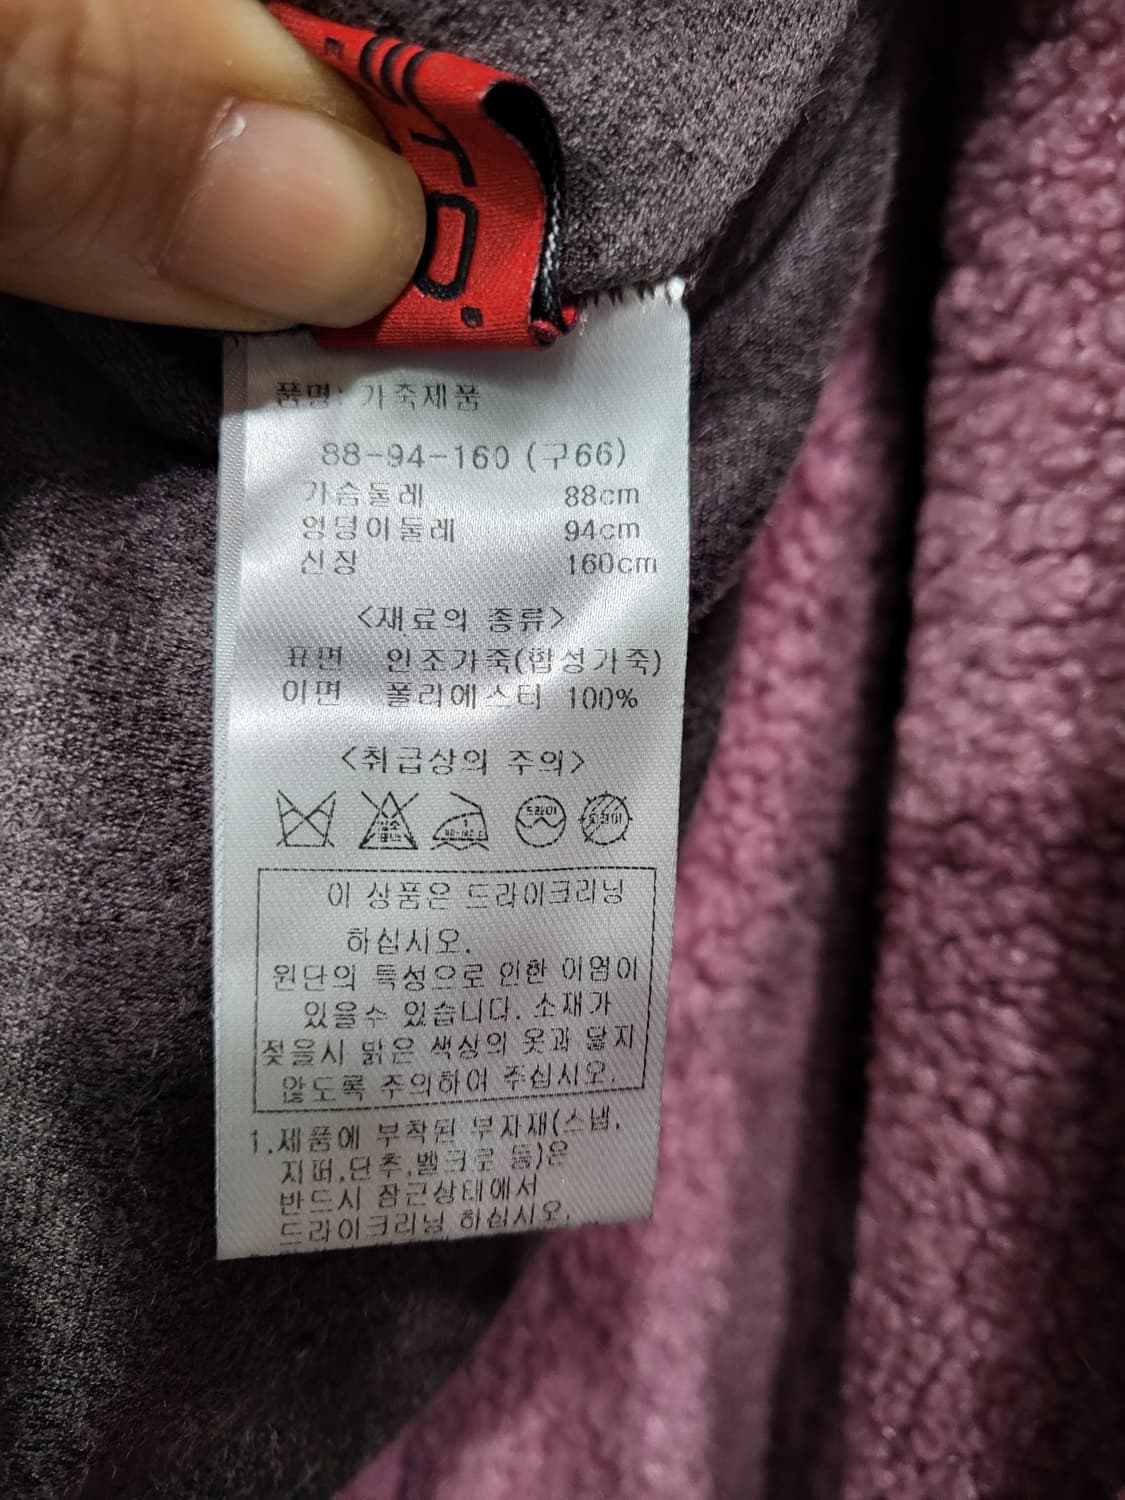 TO
품명: 가죽제품
88-94-160 (구66)
가슴둘레 88cm
엉덩이둘레 94cm
신장 160cm
<재료의 종류>
표면 인조가죽(합성가죽)
이면 폴리에스터 100%
<취급상의 주의>
드라이 드라이
이 상품은 드라이크리닝
하십시오.
원단의 특성으로 인한 이염이
있을수 있습니다. 소재가
젖을시 밝은 색상의 옷과 닿지
않도록 주의하여 주십시오.
1.제품에 부착된 부자재(스냅,
지퍼,단추,벨크로 등)은
반드시 잠근상태에서
드라이크리닝 하십시오.